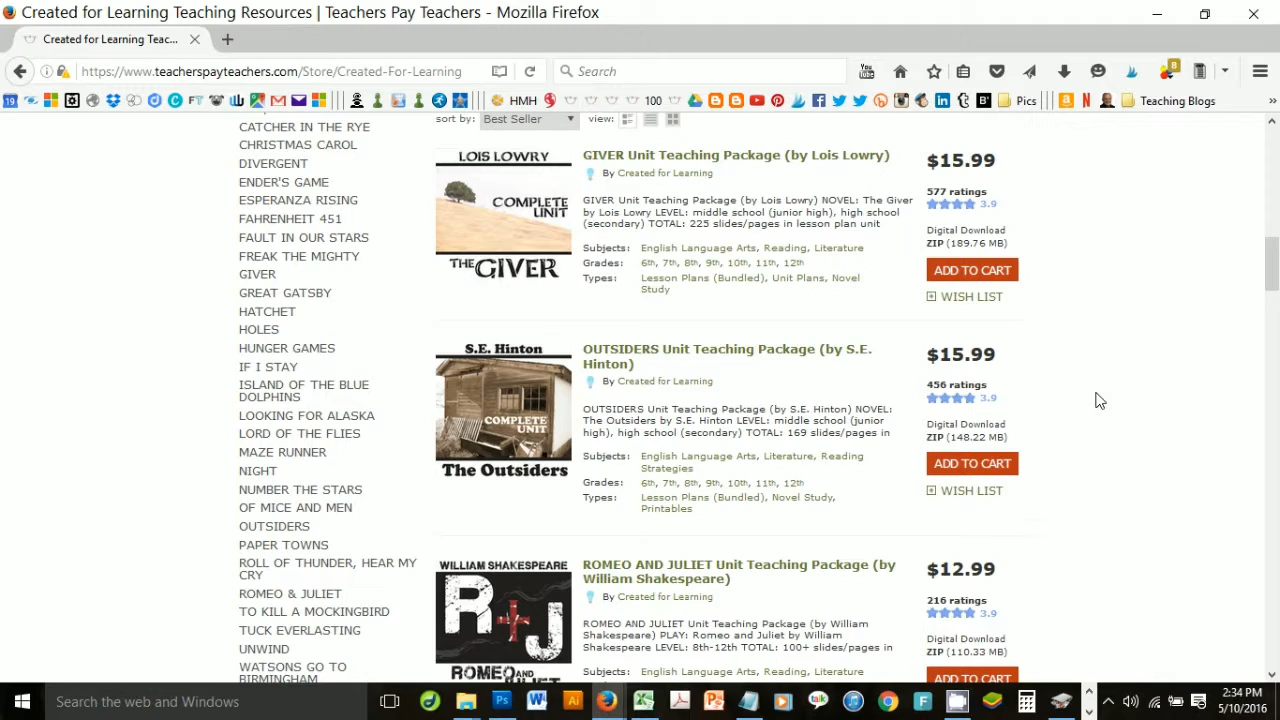 Created for Learning Teaching Resources | Teachers Pay Teachers - Mozilla Firefox
Created for Learning Teac...
https://www.teacherspayteachers.com/Store/Created-For-Learning
Search
You Tube
8
19
FT
HMH
100
Pics
Teaching Blogs
CATCHER IN THE RYE
CHRISTMAS CAROL
DIVERGENT
ENDER'S GAME
ESPERANZA RISING
FAHRENHEIT 451
FAULT IN OUR STARS
FREAK THE MIGHTY
GIVER
GREAT GATSBY
HATCHET
HOLES
HUNGER GAMES
IF I STAY
ISLAND OF THE BLUE
DOLPHINS
LOOKING FOR ALASKA
LORD OF THE FLIES
MAZE RUNNER
NIGHT
NUMBER THE STARS
OF MICE AND MEN
OUTSIDERS
PAPER TOWNS
ROLL OF THUNDER, HEAR MY
CRY
ROMEO & JULIET
TO KILL A MOCKINGBIRD
TUCK EVERLASTING
UNWIND
WATSONS GO TO
BIRMINGHAM
sort by: Best Seller view:
LOIS LOWRY
COMPLETE
UNIT
THE GIVER
GIVER Unit Teaching Package (by Lois Lowry)
By Created for Learning
GIVER Unit Teaching Package (by Lois Lowry) NOVEL: The Giver
by Lois Lowry LEVEL: middle school (junior high), high school
(secondary) TOTAL: 225 slides/pages in lesson plan unit
Subjects: English Language Arts, Reading, Literature
Grades: 6th, 7th, 8th, 9th, 10th, 11th, 12th
Types: Lesson Plans (Bundled), Unit Plans, Novel
Study
$15.99
577 ratings
3.9
Digital Download
ZIP (189.76 MB)
ADD TO CART
WISH LIST
S.E. Hinton
COMPLETE
UNIT
The Outsiders
OUTSIDERS Unit Teaching Package (by S.E.
Hinton)
By Created for Learning
OUTSIDERS Unit Teaching Package (by S.E. Hinton) NOVEL:
The Outsiders by S.E. Hinton LEVEL: middle school (junior
high), high school (secondary) TOTAL: 169 slides/pages in
Subjects: English Language Arts, Literature, Reading
Strategies
Grades: 6th, 7th, 8th, 9th, 10th, 11th, 12th
Types: Lesson Plans (Bundled), Novel Study,
Printables
$15.99
456 ratings
3.9
Digital Download
ZIP (148.22 MB)
ADD TO CART
WISH LIST
WILLIAM SHAKESPEARE
R+J
ROMEO AND JULIET
ROMEO AND JULIET Unit Teaching Package (by
William Shakespeare)
By Created for Learning
ROMEO AND JULIET Unit Teaching Package (by William
Shakespeare) PLAY: Romeo and Juliet by William
Shakespeare LEVEL: 8th-12th TOTAL: 100+ slides/pages in
Subjects: English Language Arts, Reading, Literature
$12.99
216 ratings
3.9
Digital Download
ZIP (110.33 MB)
ADD TO CART
Search the web and Windows
Ps
Ai
talk
F
2:34 PM
5/10/2016